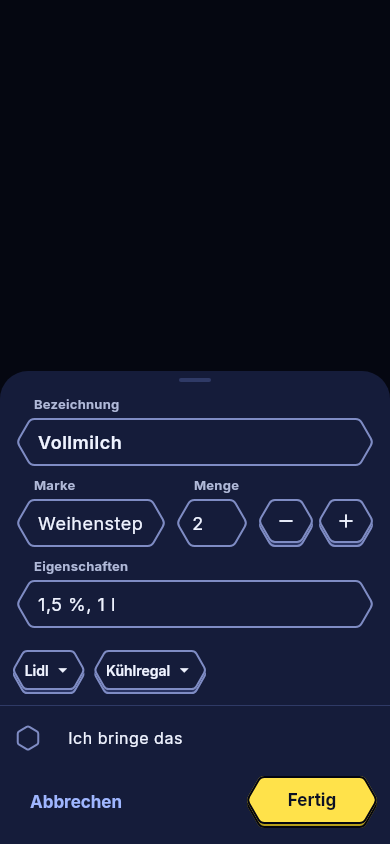 Bezeichnung
Vollmilch
Marke Menge
Weihenstep 2 − +
Eigenschaften
1,5 %, 1 l
Lidl Kühlregal
Ich bringe das
Abbrechen Fertig